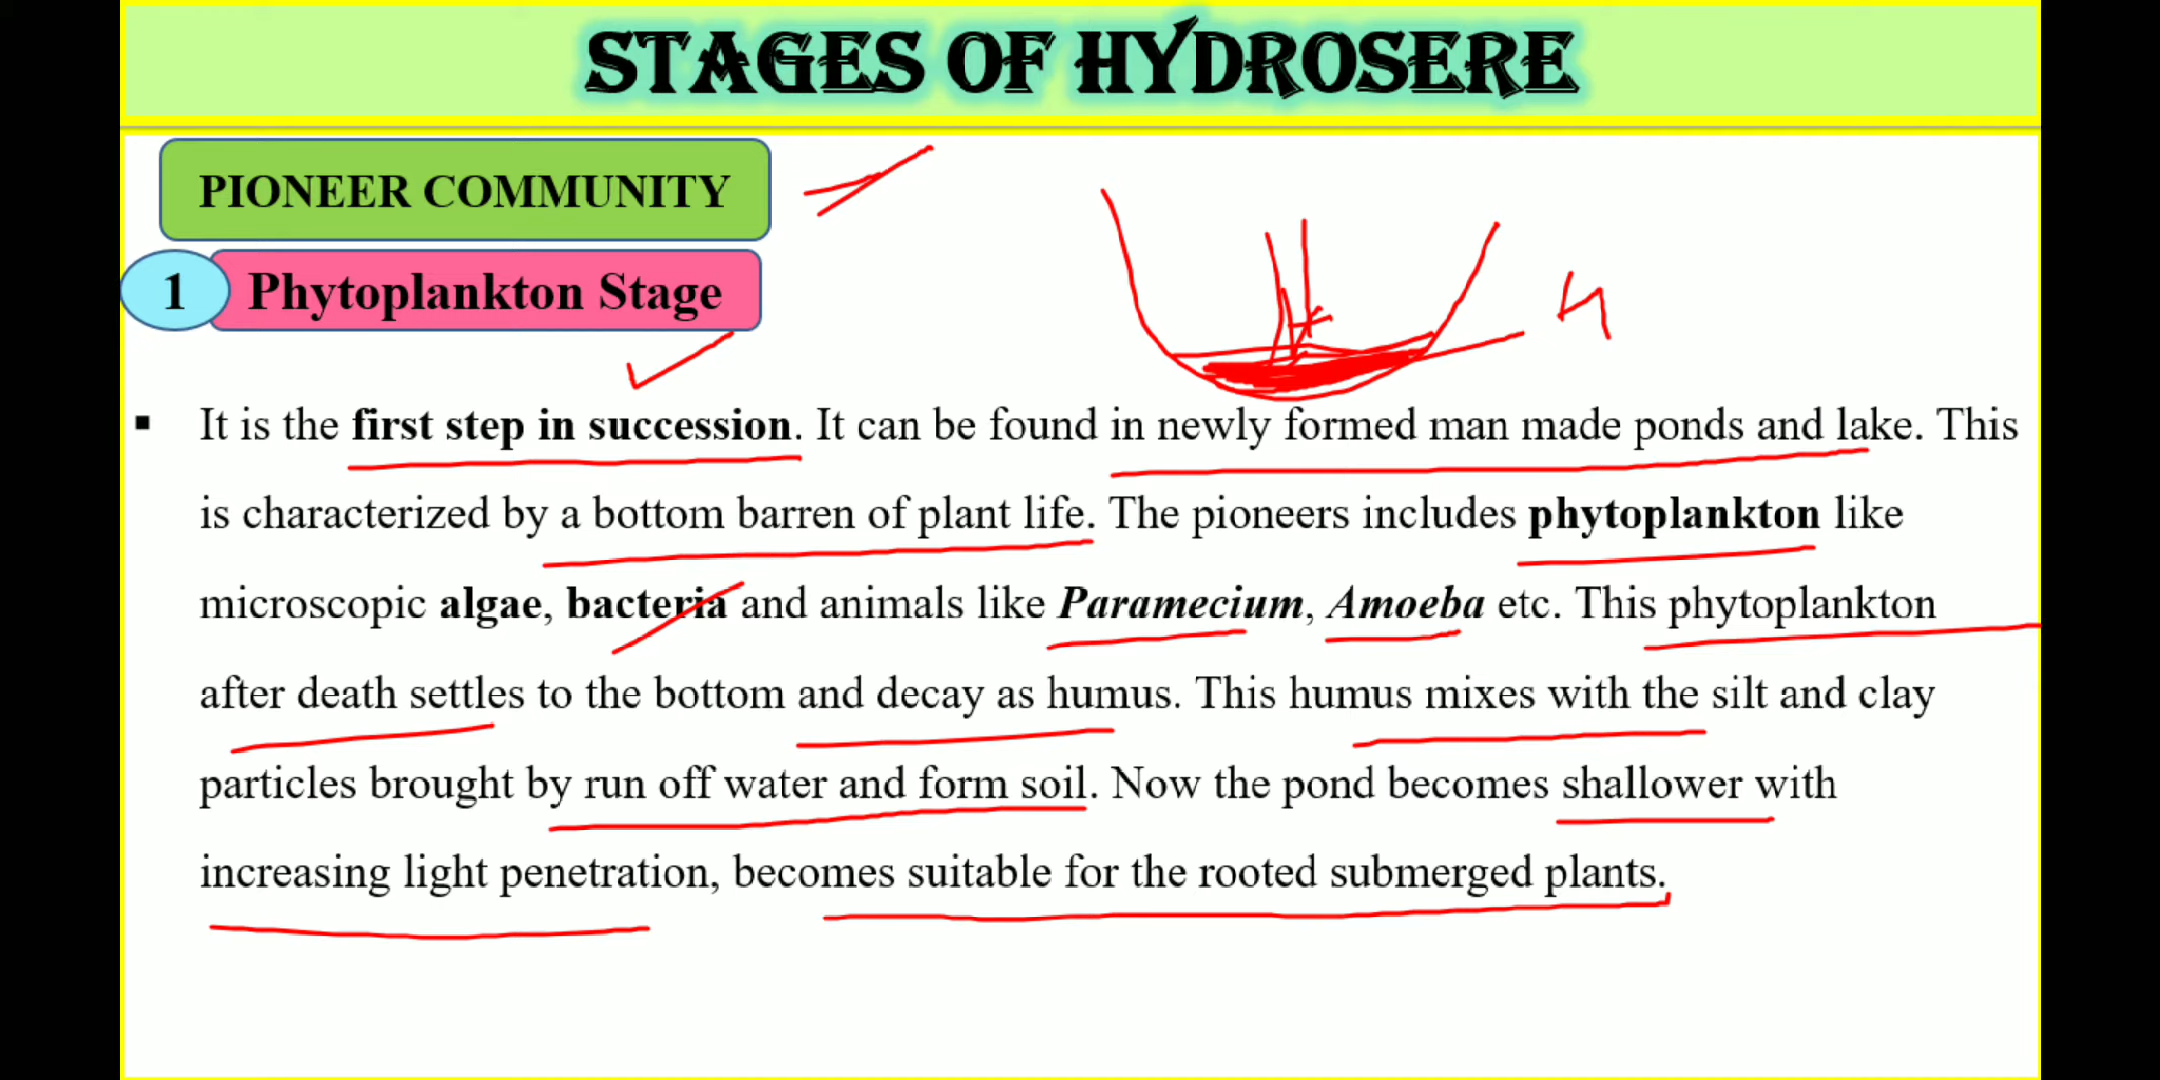 STAGES OF HYDROSERE
PIONEER COMMUNITY
1 Phytoplankton Stage
▪ It is the first step in succession. It can be found in newly formed man made ponds and lake. This
is characterized by a bottom barren of plant life. The pioneers includes phytoplankton like
microscopic algae, bacteria and animals like Paramecium, Amoeba etc. This phytoplankton
after death settles to the bottom and decay as humus. This humus mixes with the silt and clay
particles brought by run off water and form soil. Now the pond becomes shallower with
increasing light penetration, becomes suitable for the rooted submerged plants.